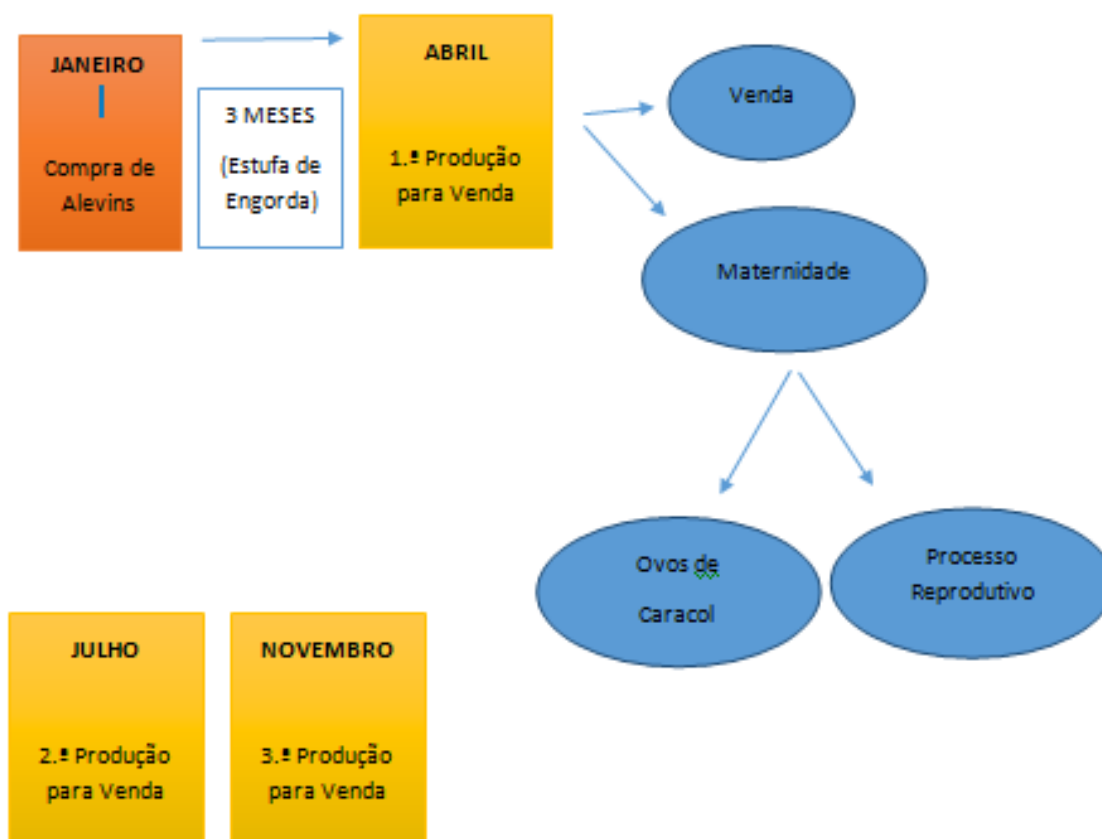 JANEIRO
Compra de
Alevins
3 MESES
(Estufa de
Engorda)
ABRIL
1.ª Produção
para Venda
Venda
Maternidade
Ovos de
Caracol
Processo
Reprodutivo
JULHO
2.ª Produção
para Venda
NOVEMBRO
3.ª Produção
para Venda